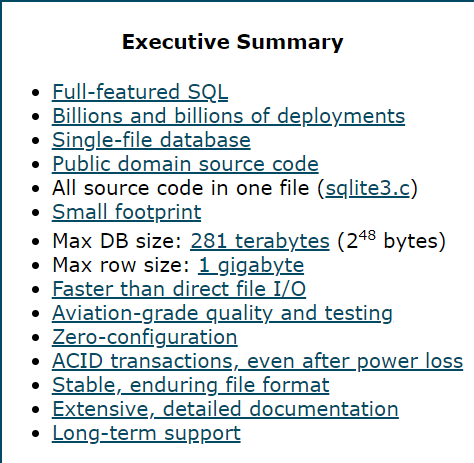 Executive Summary
• Full-featured SQL
• Billions and billions of deployments
• Single-file database
• Public domain source code
• All source code in one file (sqlite3.c)
• Small footprint
• Max DB size: 281 terabytes (2⁴⁸ bytes)
• Max row size: 1 gigabyte
• Faster than direct file I/O
• Aviation-grade quality and testing
• Zero-configuration
• ACID transactions, even after power loss
• Stable, enduring file format
• Extensive, detailed documentation
• Long-term support